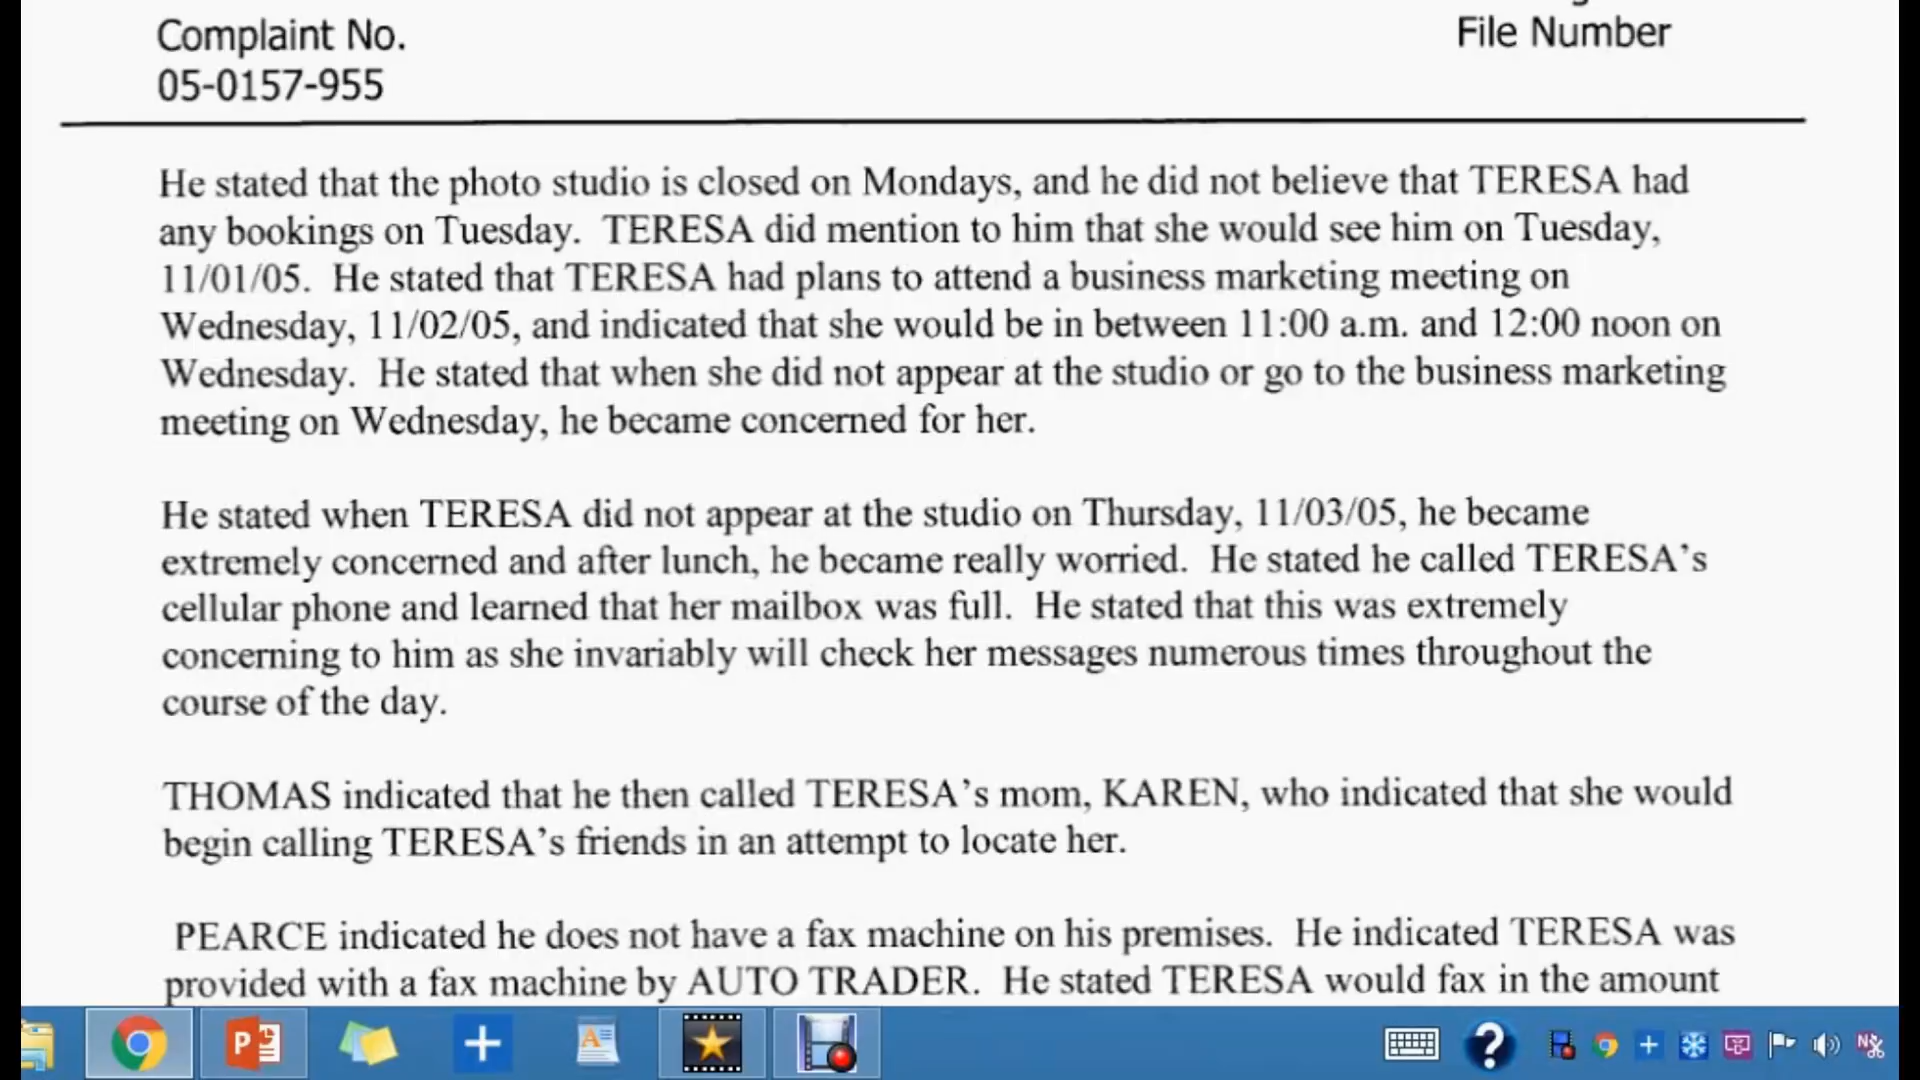 Complaint No.
File Number
05-0157-955
He stated that the photo studio is closed on Mondays, and he did not believe that TERESA had
any bookings on Tuesday. TERESA did mention to him that she would see him on Tuesday,
11/01/05. He stated that TERESA had plans to attend a business marketing meeting on
Wednesday, 11/02/05, and indicated that she would be in between 11:00 a.m. and 12:00 noon on
Wednesday. He stated that when she did not appear at the studio or go to the business marketing
meeting on Wednesday, he became concerned for her.
He stated when TERESA did not appear at the studio on Thursday, 11/03/05, he became
extremely concerned and after lunch, he became really worried. He stated he called TERESA's
cellular phone and learned that her mailbox was full. He stated that this was extremely
concerning to him as she invariably will check her messages numerous times throughout the
course of the day.
THOMAS indicated that he then called TERESA's mom, KAREN, who indicated that she would
begin calling TERESA's friends in an attempt to locate her.
PEARCE indicated he does not have a fax machine on his premises. He indicated TERESA was
provided with a fax machine by AUTO TRADER. He stated TERESA would fax in the amount